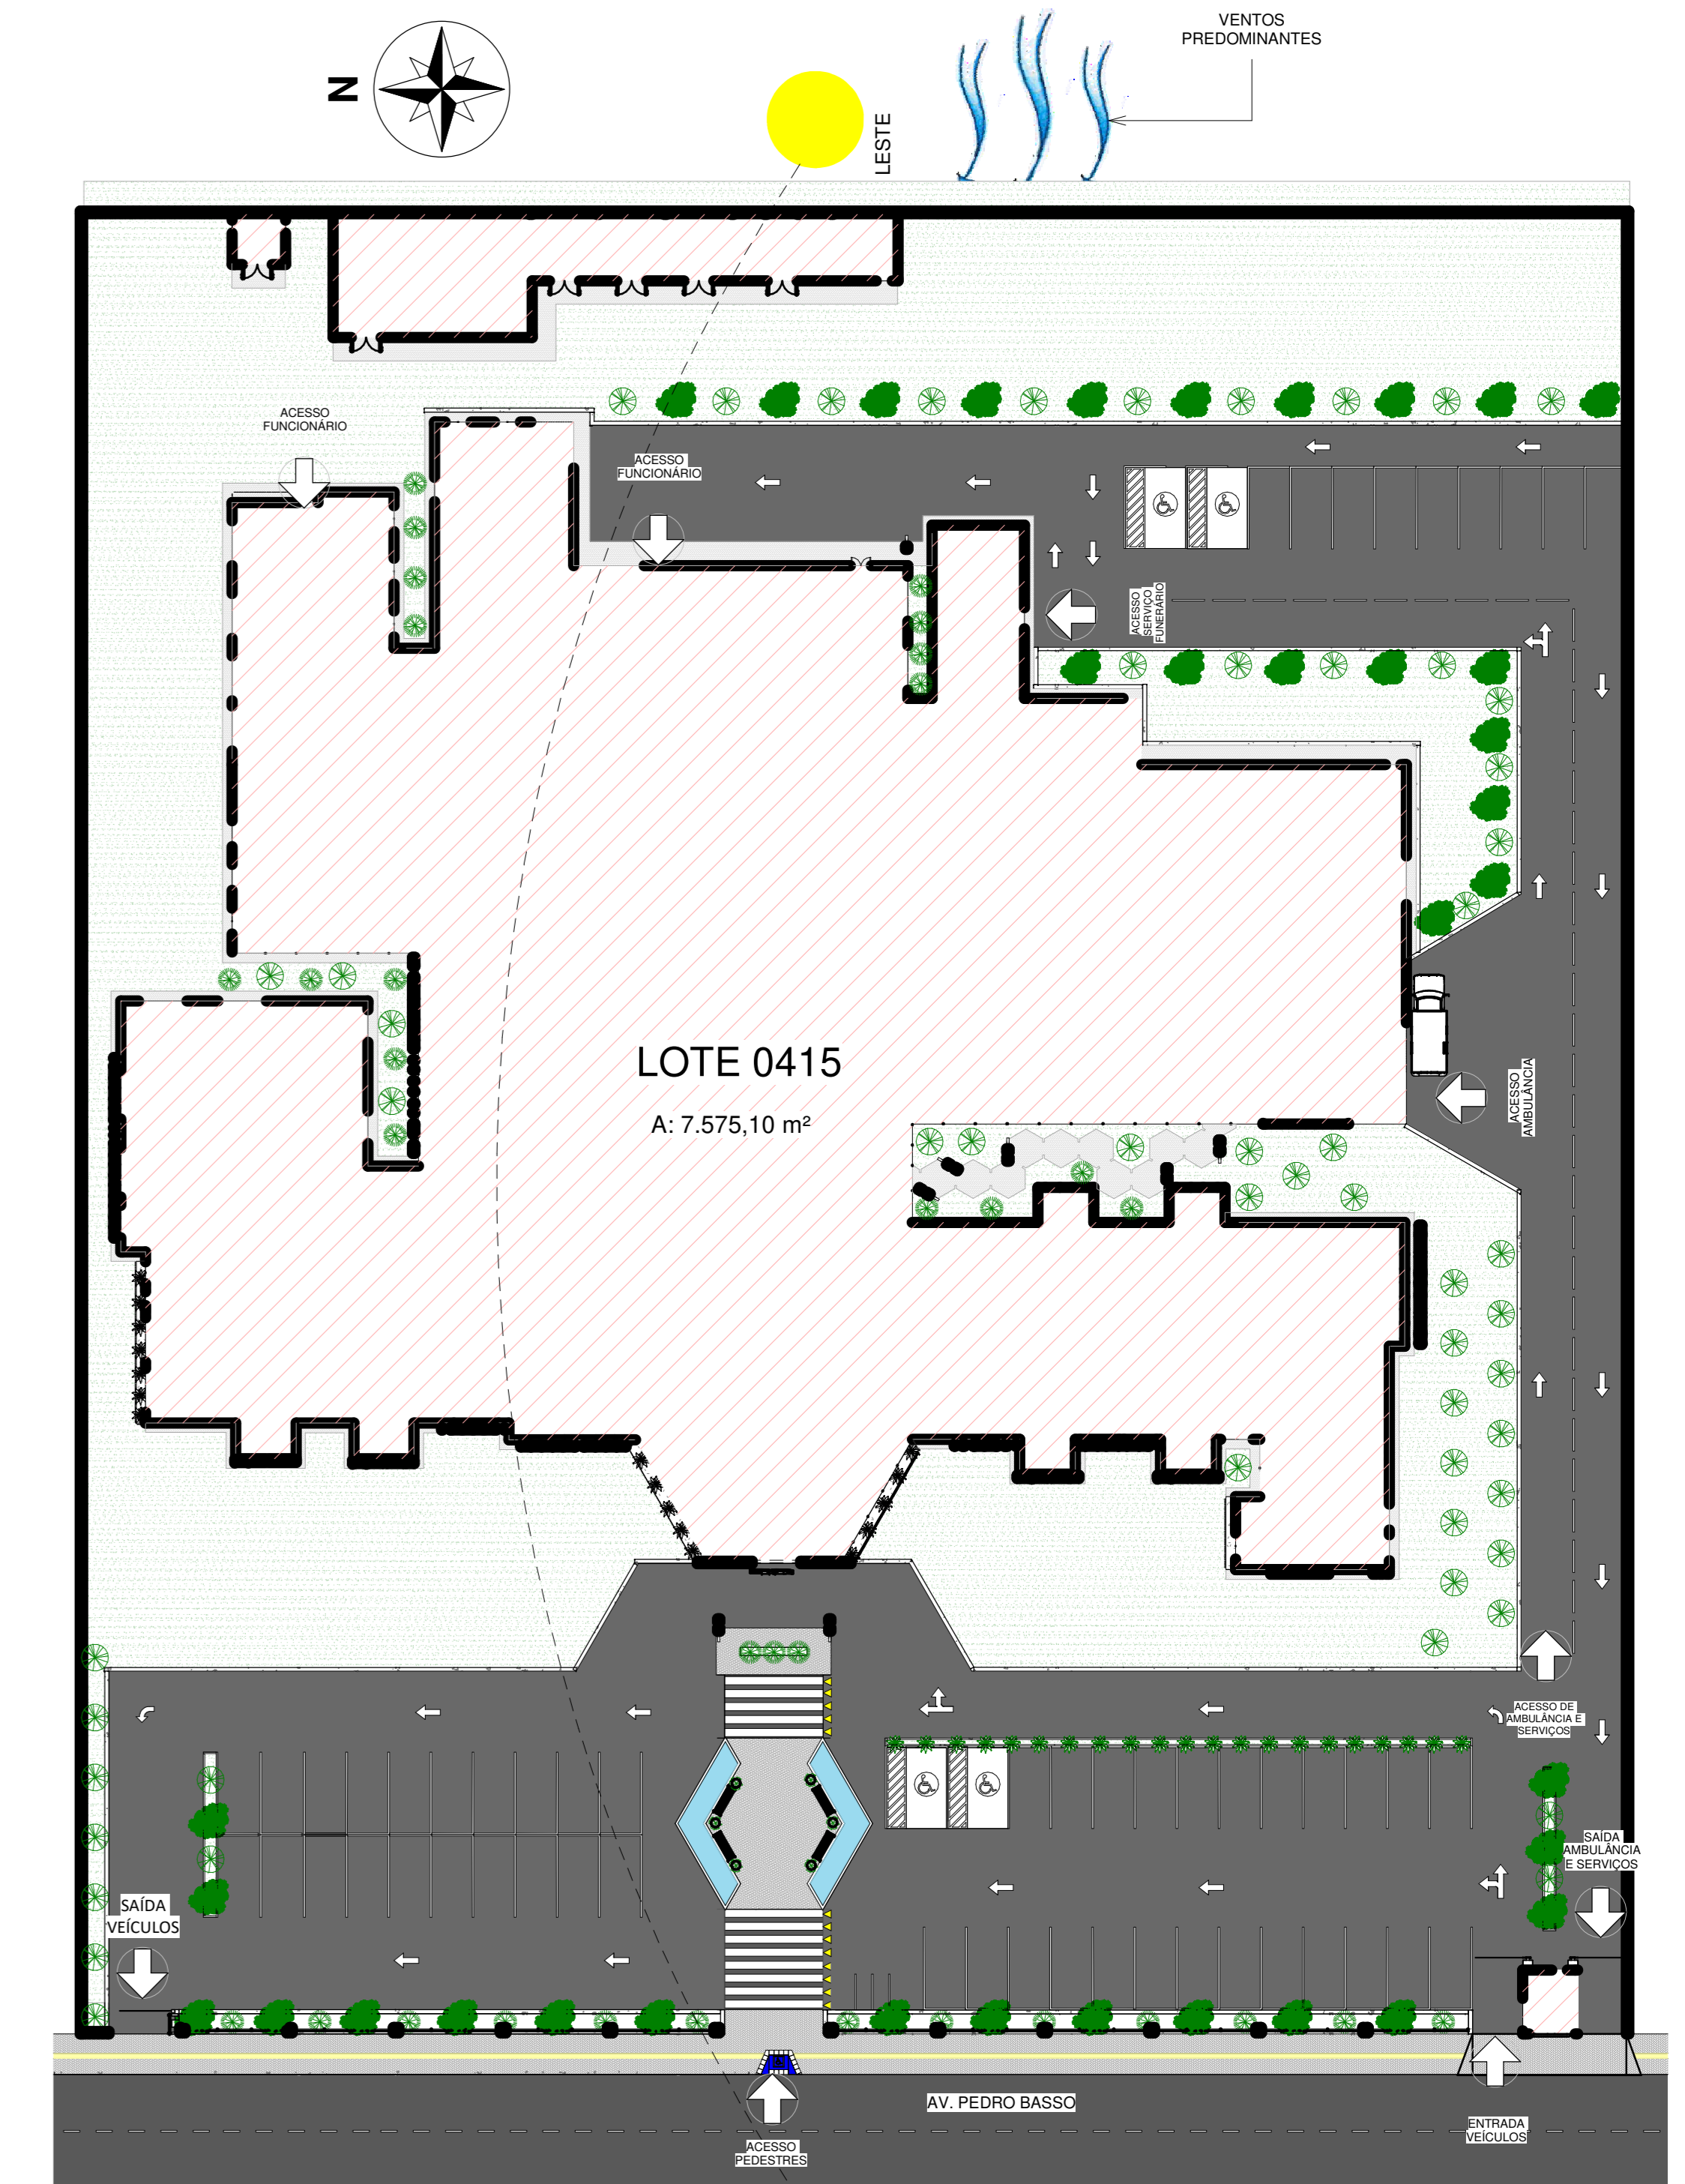 VENTOS
PREDOMINANTES
N
LESTE
ACESSO
FUNCIONÁRIO
ACESSO
FUNCIONÁRIO
ACESSO
SERVIÇO
FUNERÁRIO
LOTE 0415
A: 7.575,10 m²
ACESSO
AMBULÂNCIA
ACESSO DE
AMBULÂNCIA E
SERVIÇOS
SAÍDA
AMBULÂNCIA
E SERVIÇOS
SAÍDA
VEÍCULOS
AV. PEDRO BASSO
ENTRADA
VEÍCULOS
ACESSO
PEDESTRES